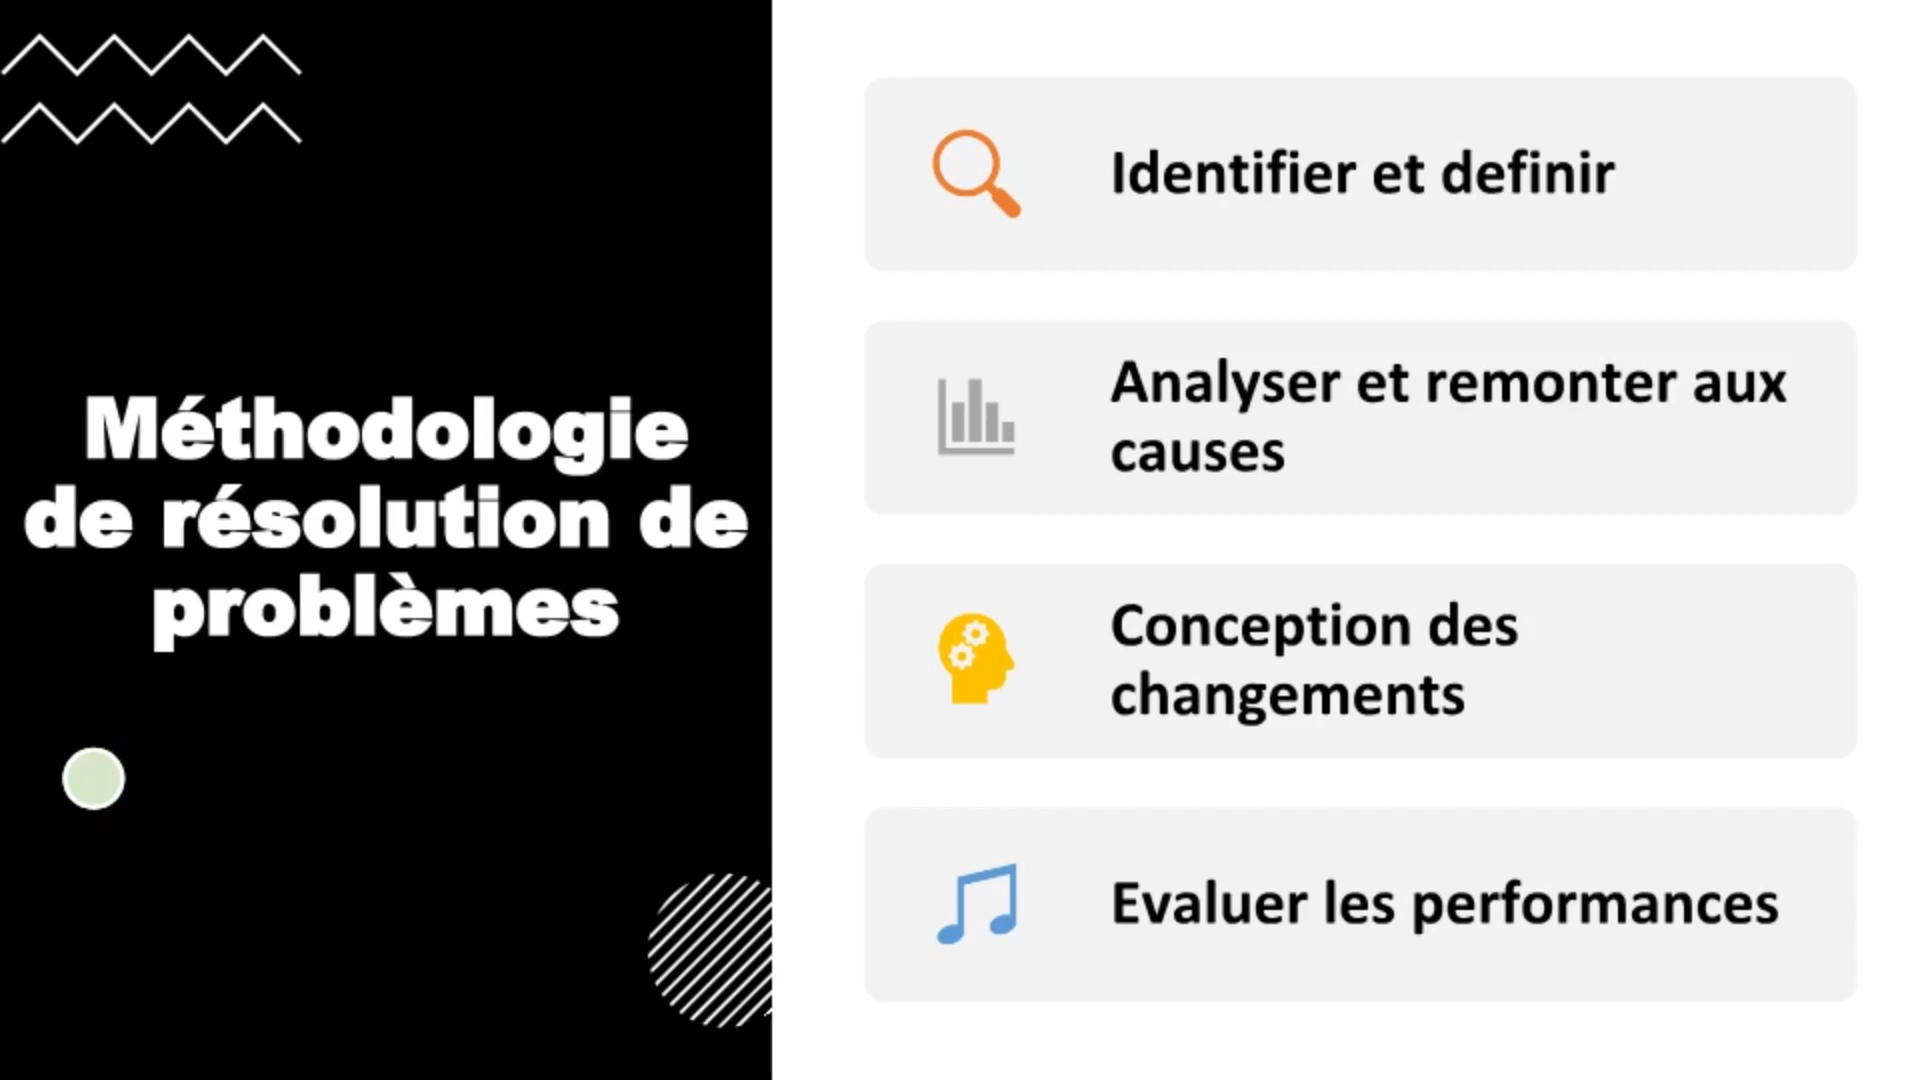 Méthodologie
de résolution de
problèmes
Identifier et definir
Analyser et remonter aux
causes
Conception des
changements
Evaluer les performances